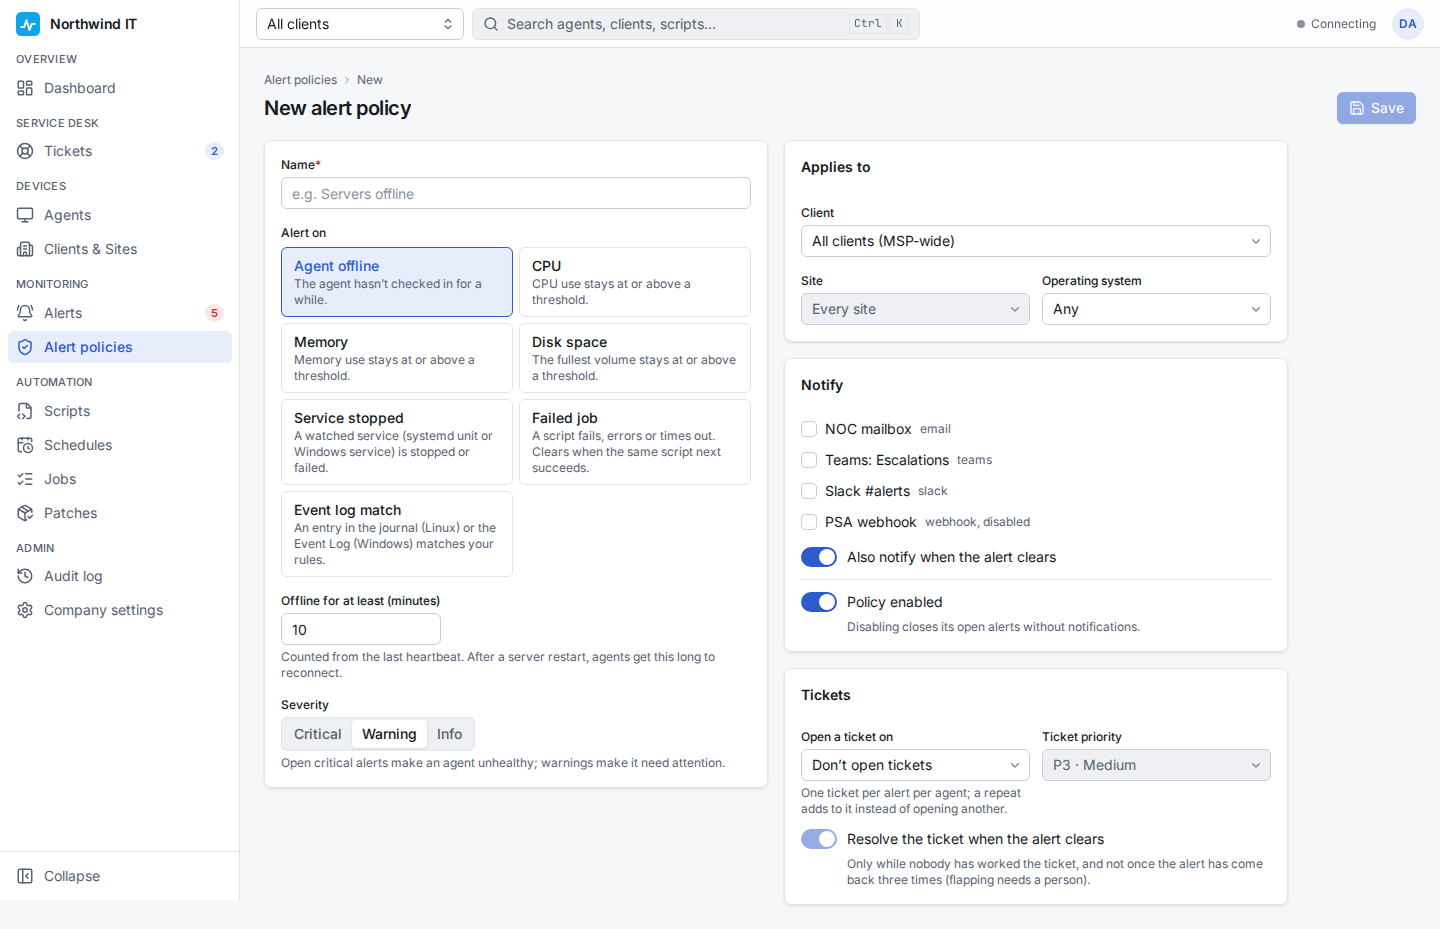 Northwind IT
OVERVIEW
Dashboard
SERVICE DESK
Tickets 2
DEVICES
Agents
Clients & Sites
MONITORING
Alerts 5
Alert policies
AUTOMATION
Scripts
Schedules
Jobs
Patches
ADMIN
Audit log
Company settings
Collapse
All clients
Search agents, clients, scripts... Ctrl K
Connecting
DA
Alert policies > New
New alert policy
Save
Name*
e.g. Servers offline
Alert on
Agent offline
The agent hasn't checked in for a
while.
CPU
CPU use stays at or above a
threshold.
Memory
Memory use stays at or above a
threshold.
Disk space
The fullest volume stays at or above
a threshold.
Service stopped
A watched service (systemd unit or
Windows service) is stopped or
failed.
Failed job
A script fails, errors or times out.
Clears when the same script next
succeeds.
Event log match
An entry in the journal (Linux) or the
Event Log (Windows) matches your
rules.
Offline for at least (minutes)
10
Counted from the last heartbeat. After a server restart, agents get this long to
reconnect.
Severity
Critical Warning Info
Open critical alerts make an agent unhealthy; warnings make it need attention.
Applies to
Client
All clients (MSP-wide)
Site
Every site
Operating system
Any
Notify
NOC mailbox email
Teams: Escalations teams
Slack #alerts slack
PSA webhook webhook, disabled
Also notify when the alert clears
Policy enabled
Disabling closes its open alerts without notifications.
Tickets
Open a ticket on
Don't open tickets
One ticket per alert per agent; a repeat
adds to it instead of opening another.
Ticket priority
P3 · Medium
Resolve the ticket when the alert clears
Only while nobody has worked the ticket, and not once the alert has come
back three times (flapping needs a person).